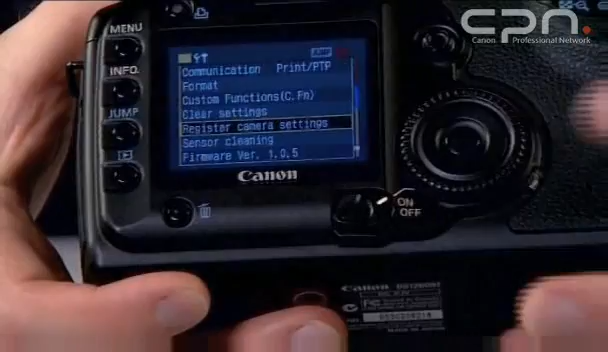 CPN
Canon Professional Network
MENU
INFO.
JUMP
JUMP
Communication Print/PTP
Format
Custom Functions(C.Fn)
Clear settings
Register camera settings
Sensor cleaning
Firmware Ver. 1.0.5
Canon
ON
OFF
Canon